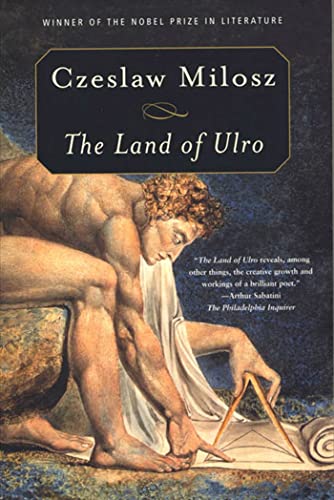 WINNER OF THE NOBEL PRIZE IN LITERATURE
Czeslaw Milosz
The Land of Ulro
"The Land of Ulro reveals, among
other things, the creative growth and
workings of a brilliant poet."
—Arthur Sabatini
The Philadelphia Inquirer